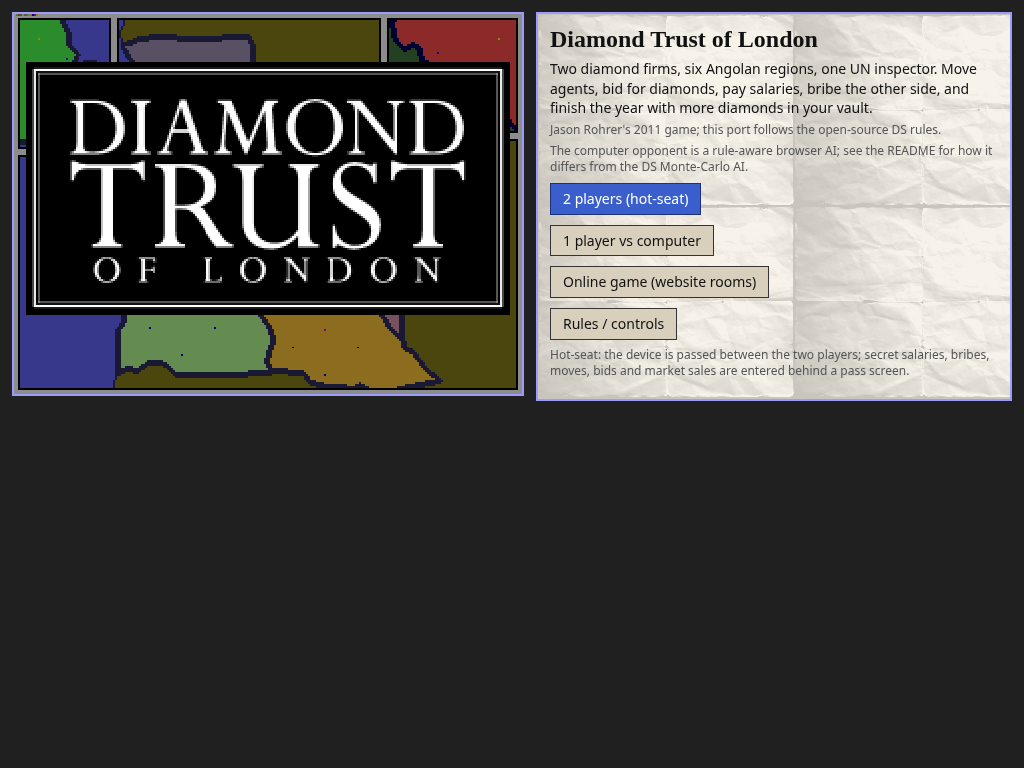 DIAMOND
TRUST
OF LONDON
Diamond Trust of London
Two diamond firms, six Angolan regions, one UN inspector. Move
agents, bid for diamonds, pay salaries, bribe the other side, and
finish the year with more diamonds in your vault.
Jason Rohrer's 2011 game; this port follows the open-source DS rules.
The computer opponent is a rule-aware browser AI; see the README for how it
differs from the DS Monte-Carlo AI.
2 players (hot-seat)
1 player vs computer
Online game (website rooms)
Rules / controls
Hot-seat: the device is passed between the two players; secret salaries, bribes,
moves, bids and market sales are entered behind a pass screen.